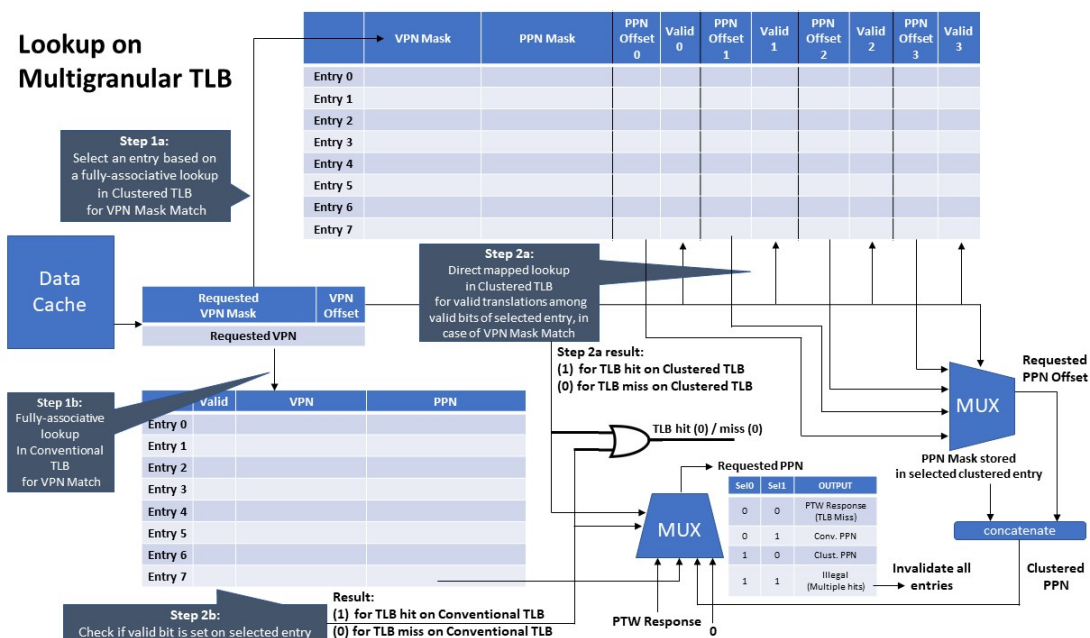 Lookup on
Multigranular TLB
VPN Mask
PPN Mask
PPN
Offset
0
Valid
0
PPN
Offset
1
Valid
1
PPN
Offset
2
Valid
2
PPN
Offset
3
Valid
3
Entry 0
Entry 1
Entry 2
Entry 3
Entry 4
Entry 5
Entry 6
Entry 7
Step 1a:
Select an entry based on
a fully-associative lookup
in Clustered TLB
for VPN Mask Match
Data
Cache
Requested
VPN Mask
VPN
Offset
Requested VPN
Step 2a:
Direct mapped lookup
in Clustered TLB
for valid translations among
valid bits of selected entry, in
case of VPN Mask Match
Step 2a result:
(1) for TLB hit on Clustered TLB
(0) for TLB miss on Clustered TLB
Requested
PPN Offset
MUX
Step 1b:
Fully-associative
lookup
In Conventional
TLB
for VPN Match
Valid
VPN
PPN
Entry 0
Entry 1
Entry 2
Entry 3
Entry 4
Entry 5
Entry 6
Entry 7
TLB hit (0) / miss (0)
PPN Mask stored
in selected clustered entry
Requested PPN
MUX
Sel0 Sel1 OUTPUT
0 0 PTW Response
(TLB Miss)
0 1 Conv. PPN
1 0 Clust. PPN
1 1 Illegal
(Multiple hits)
concatenate
Invalidate all
entries
Clustered
PPN
Step 2b:
Check if valid bit is set on selected entry
Result:
(1) for TLB hit on Conventional TLB
(0) for TLB miss on Conventional TLB
PTW Response
0